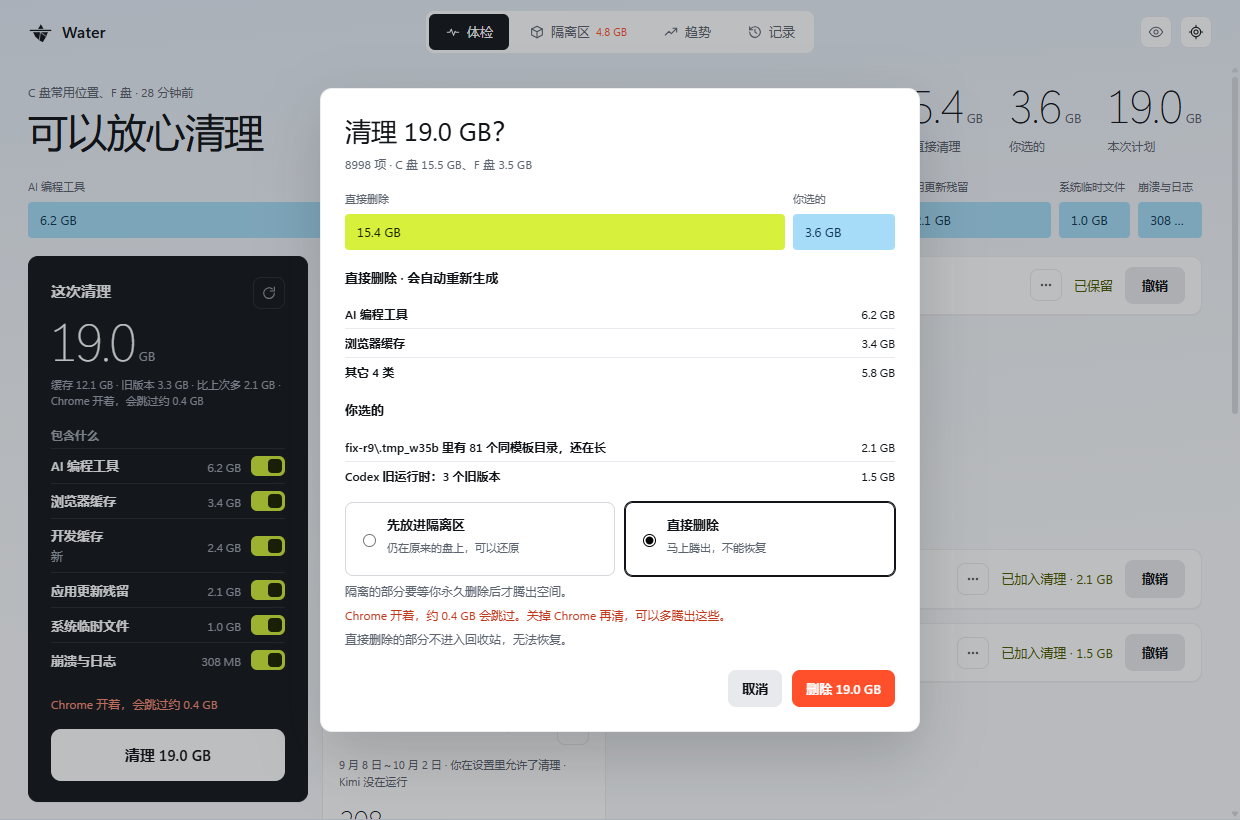 Water
体检
隔离区 4.8 GB
趋势
记录
C 盘常用位置、F 盘 · 28 分钟前
可以放心清理
5.4 GB
直接清理
3.6 GB
你选的
19.0 GB
本次计划
AI 编程工具
6.2 GB
更新残留
.1 GB
系统临时文件
1.0 GB
崩溃与日志
308 ...
这次清理
19.0 GB
缓存 12.1 GB · 旧版本 3.3 GB · 比上次多 2.1 GB ·
Chrome 开着，会跳过约 0.4 GB
包含什么
AI 编程工具 6.2 GB
浏览器缓存 3.4 GB
开发缓存 2.4 GB
新
应用更新残留 2.1 GB
系统临时文件 1.0 GB
崩溃与日志 308 MB
Chrome 开着，会跳过约 0.4 GB
清理 19.0 GB
清理 19.0 GB？
8998 项 · C 盘 15.5 GB、F 盘 3.5 GB
直接删除
你选的
15.4 GB
3.6 GB
直接删除 · 会自动重新生成
AI 编程工具 6.2 GB
浏览器缓存 3.4 GB
其它 4 类 5.8 GB
你选的
fix-r9\.tmp_w35b 里有 81 个同模板目录，还在长 2.1 GB
Codex 旧运行时：3 个旧版本 1.5 GB
先放进隔离区
仍在原来的盘上，可以还原
直接删除
马上腾出，不能恢复
隔离的部分要等你永久删除后才腾出空间。
Chrome 开着，约 0.4 GB 会跳过。关掉 Chrome 再清，可以多腾出这些。
直接删除的部分不进入回收站，无法恢复。
取消
删除 19.0 GB
... 已保留 撤销
... 已加入清理 · 2.1 GB 撤销
... 已加入清理 · 1.5 GB 撤销
9 月 8 日 ~ 10 月 2 日 · 你在设置里允许了清理 ·
Kimi 没在运行